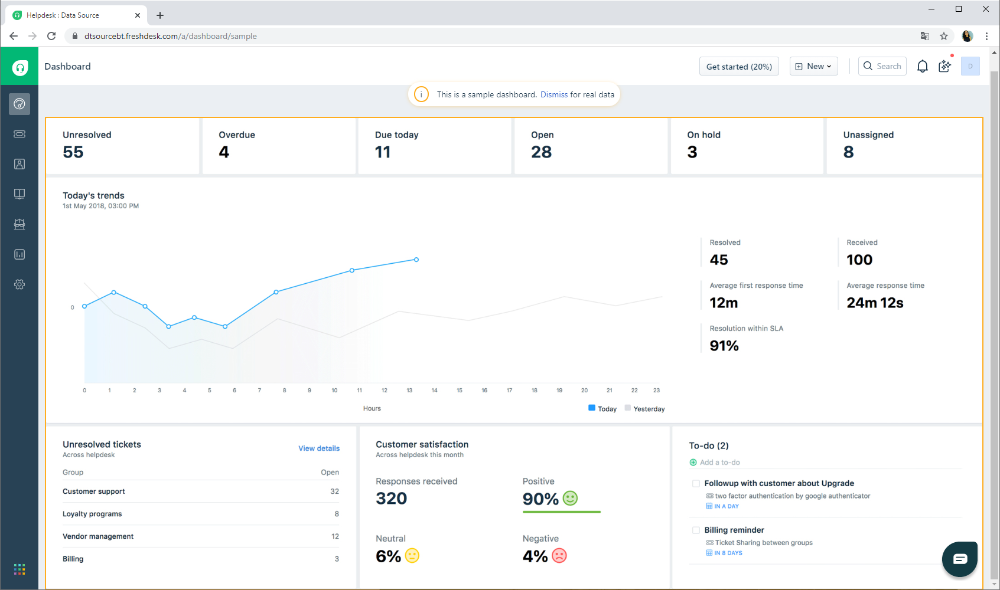 Helpdesk : Data Source
dtsourcebt.freshdesk.com/a/dashboard/sample
Dashboard
Get started (20%)
New
Search
D
This is a sample dashboard. Dismiss for real data
Unresolved
55
Overdue
4
Due today
11
Open
28
On hold
3
Unassigned
8
Today's trends
1st May 2018, 03:00 PM
0
0 1 2 3 4 5 6 7 8 9 10 11 12 13 14 15 16 17 18 19 20 21 22 23
Hours
Today
Yesterday
Resolved
45
Received
100
Average first response time
12m
Average response time
24m 12s
Resolution within SLA
91%
Unresolved tickets
Across helpdesk
View details
Group Open
Customer support 32
Loyalty programs 8
Vendor management 12
Billing 3
Customer satisfaction
Across helpdesk this month
Responses received
320
Positive
90%
Neutral
6%
Negative
4%
To-do (2)
Add a to-do
Followup with customer about Upgrade
two factor authentication by google authenticator
IN A DAY
Billing reminder
Ticket Sharing between groups
IN 8 DAYS